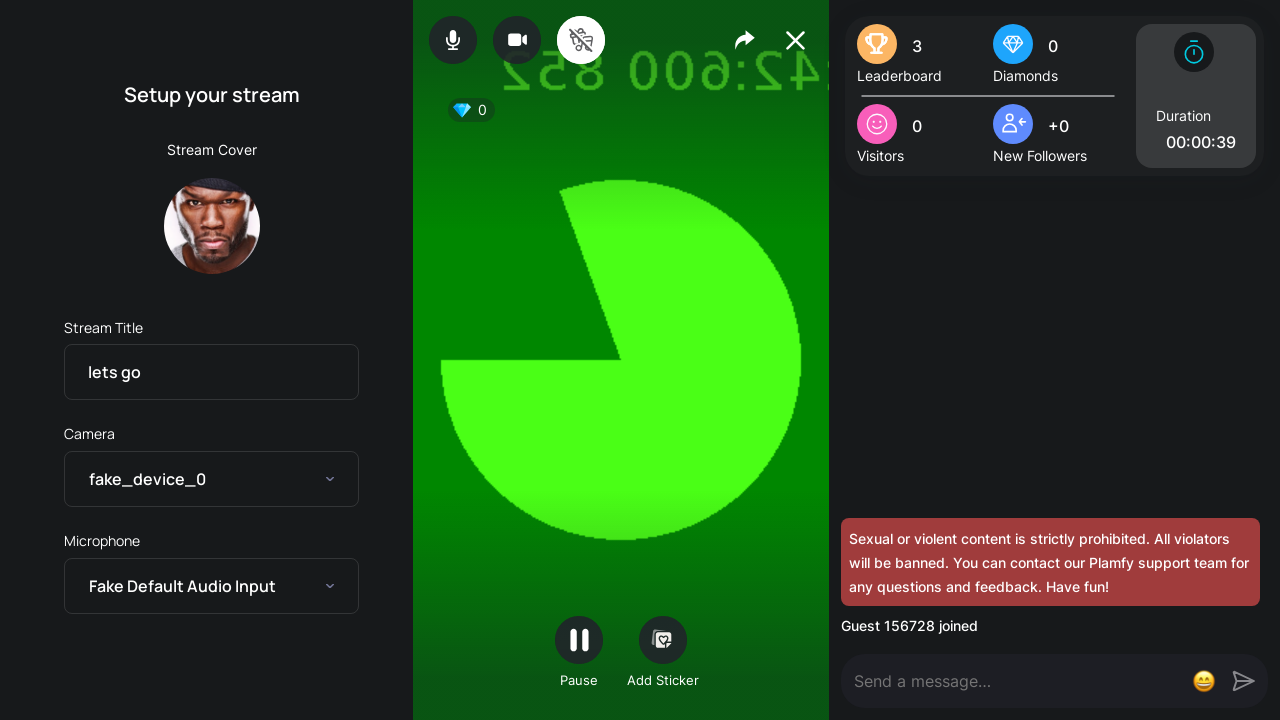 Setup your stream
Stream Cover
Stream Title
lets go
Camera
fake_device_0
Microphone
Fake Default Audio Input
:42:600 852
0
Pause
Add Sticker
3
Leaderboard
0
Diamonds
0
Visitors
+0
New Followers
Duration
00:00:39
Sexual or violent content is strictly prohibited. All violators
will be banned. You can contact our Plamfy support team for
any questions and feedback. Have fun!
Guest 156728 joined
Send a message...